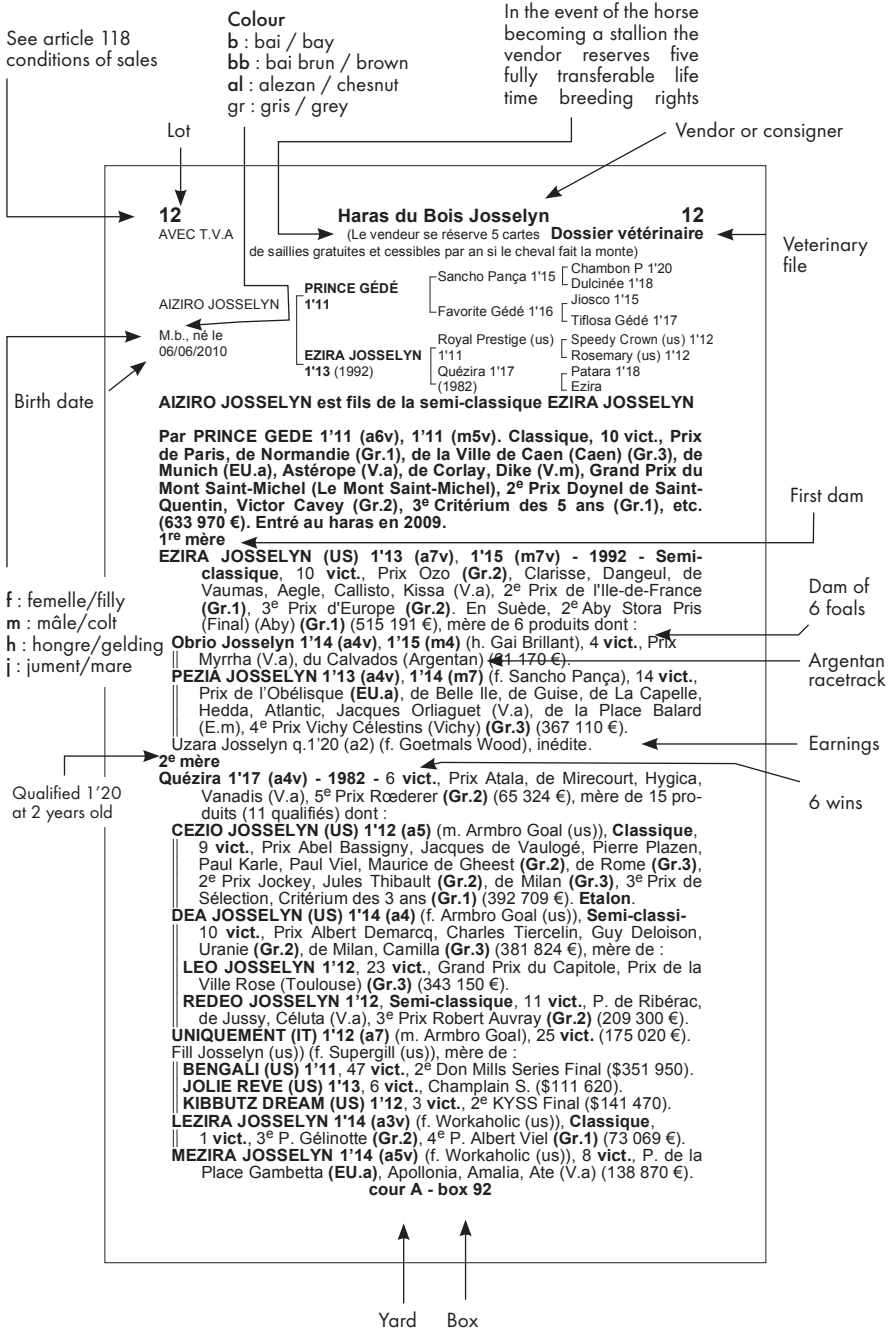 See article 118
conditions of sales
Colour
b : bai / bay
bb : bai brun / brown
al : alezan / chesnut
gr : gris / grey
In the event of the horse
becoming a stallion the
vendor reserves five
fully transferable life
time breeding rights
Lot
Vendor or consigner
12 Haras du Bois Josselyn 12
AVEC T.V.A (Le vendeur se réserve 5 cartes Dossier vétérinaire
de saillies gratuites et cessibles par an si le cheval fait la monte)
Veterinary
file
Chambon P 1'20
Sancho Pança 1'15
Dulcinée 1'18
PRINCE GÉDÉ
1'11
Jiosco 1'15
Favorite Gédé 1'16
Tiflosa Gédé 1'17
AIZIRO JOSSELYN
M.b., né le
06/06/2010
Royal Prestige (us)
1'11
Speedy Crown (us) 1'12
Rosemary (us) 1'12
EZIRA JOSSELYN
1'13 (1992)
Quézira 1'17
(1982)
Patara 1'18
Ezira
Birth date
AIZIRO JOSSELYN est fils de la semi-classique EZIRA JOSSELYN
Par PRINCE GEDE 1’11 (a6v), 1’11 (m5v). Classique, 10 vict., Prix
de Paris, de Normandie (Gr.1), de la Ville de Caen (Caen) (Gr.3), de
Munich (EU.a), Astérope (V.a), de Corlay, Dike (V.m), Grand Prix du
Mont Saint-Michel (Le Mont Saint-Michel), 2e Prix Doynel de Saint-
Quentin, Victor Cavey (Gr.2), 3e Critérium des 5 ans (Gr.1), etc.
(633 970 €). Entré au haras en 2009.
First dam
1re mère
EZIRA JOSSELYN (US) 1'13 (a7v), 1'15 (m7v) - 1992 - Semi-
classique, 10 vict., Prix Ozo (Gr.2), Clarisse, Dangeul, de
Vaumas, Aegle, Callisto, Kissa (V.a), 2e Prix de l'Ile-de-France
(Gr.1), 3e Prix d'Europe (Gr.2). En Suède, 2e Aby Stora Pris
(Final) (Aby) (Gr.1) (515 191 €), mère de 6 produits dont :
f : femelle/filly
m : mâle/colt
h : hongre/gelding
j : jument/mare
Dam of
6 foals
Obrio Josselyn 1'14 (a4v), 1'15 (m4) (h. Gai Brillant), 4 vict., Prix
Myrrha (V.a), du Calvados (Argentan) (61 170 €).
Argentan
racetrack
PEZIA JOSSELYN 1'13 (a4v), 1'14 (m7) (f. Sancho Pança), 14 vict.,
Prix de l’Obélisque (EU.a), de Belle Ile, de Guise, de La Capelle,
Hedda, Atlantic, Jacques Orliaguet (V.a), de la Place Balard
(E.m), 4e Prix Vichy Célestins (Vichy) (Gr.3) (367 110 €).
Uzara Josselyn q.1'20 (a2) (f. Goetmals Wood), inédite.
Earnings
2e mère
Qualified 1’20
at 2 years old
6 wins
Quézira 1'17 (a4v) - 1982 - 6 vict., Prix Atala, de Mirecourt, Hygica,
Vanadis (V.a), 5e Prix Rœderer (Gr.2) (65 324 €), mère de 15 pro-
duits (11 qualifiés) dont :
CEZIO JOSSELYN (US) 1'12 (a5) (m. Armbro Goal (us)), Classique,
9 vict., Prix Abel Bassigny, Jacques de Vaulogé, Pierre Plazen,
Paul Karle, Paul Viel, Maurice de Gheest (Gr.2), de Rome (Gr.3),
2e Prix Jockey, Jules Thibault (Gr.2), de Milan (Gr.3), 3e Prix de
Sélection, Critérium des 3 ans (Gr.1) (392 709 €). Etalon.
DEA JOSSELYN (US) 1'14 (a4) (f. Armbro Goal (us)), Semi-classi-
10 vict., Prix Albert Demarcq, Charles Tiercelin, Guy Deloison,
Uranie (Gr.2), de Milan, Camilla (Gr.3) (381 824 €), mère de :
LEO JOSSELYN 1'12, 23 vict., Grand Prix du Capitole, Prix de la
Ville Rose (Toulouse) (Gr.3) (343 150 €).
REDEO JOSSELYN 1'12, Semi-classique, 11 vict., P. de Ribérac,
de Jussy, Céluta (V.a), 3e Prix Robert Auvray (Gr.2) (209 300 €).
UNIQUEMENT (IT) 1'12 (a7) (m. Armbro Goal), 25 vict. (175 020 €).
Fill Josselyn (us)) (f. Supergill (us)), mère de :
BENGALI (US) 1'11, 47 vict., 2e Don Mills Series Final ($351 950).
JOLIE REVE (US) 1'13, 6 vict., Champlain S. ($111 620).
KIBBUTZ DREAM (US) 1'12, 3 vict., 2e KYSS Final ($141 470).
LEZIRA JOSSELYN 1'14 (a3v) (f. Workaholic (us)), Classique,
1 vict., 3e P. Gélinotte (Gr.2), 4e P. Albert Viel (Gr.1) (73 069 €).
MEZIRA JOSSELYN 1'14 (a5v) (f. Workaholic (us)), 8 vict., P. de la
Place Gambetta (EU.a), Apollonia, Amalia, Ate (V.a) (138 870 €).
cour A - box 92
Yard Box